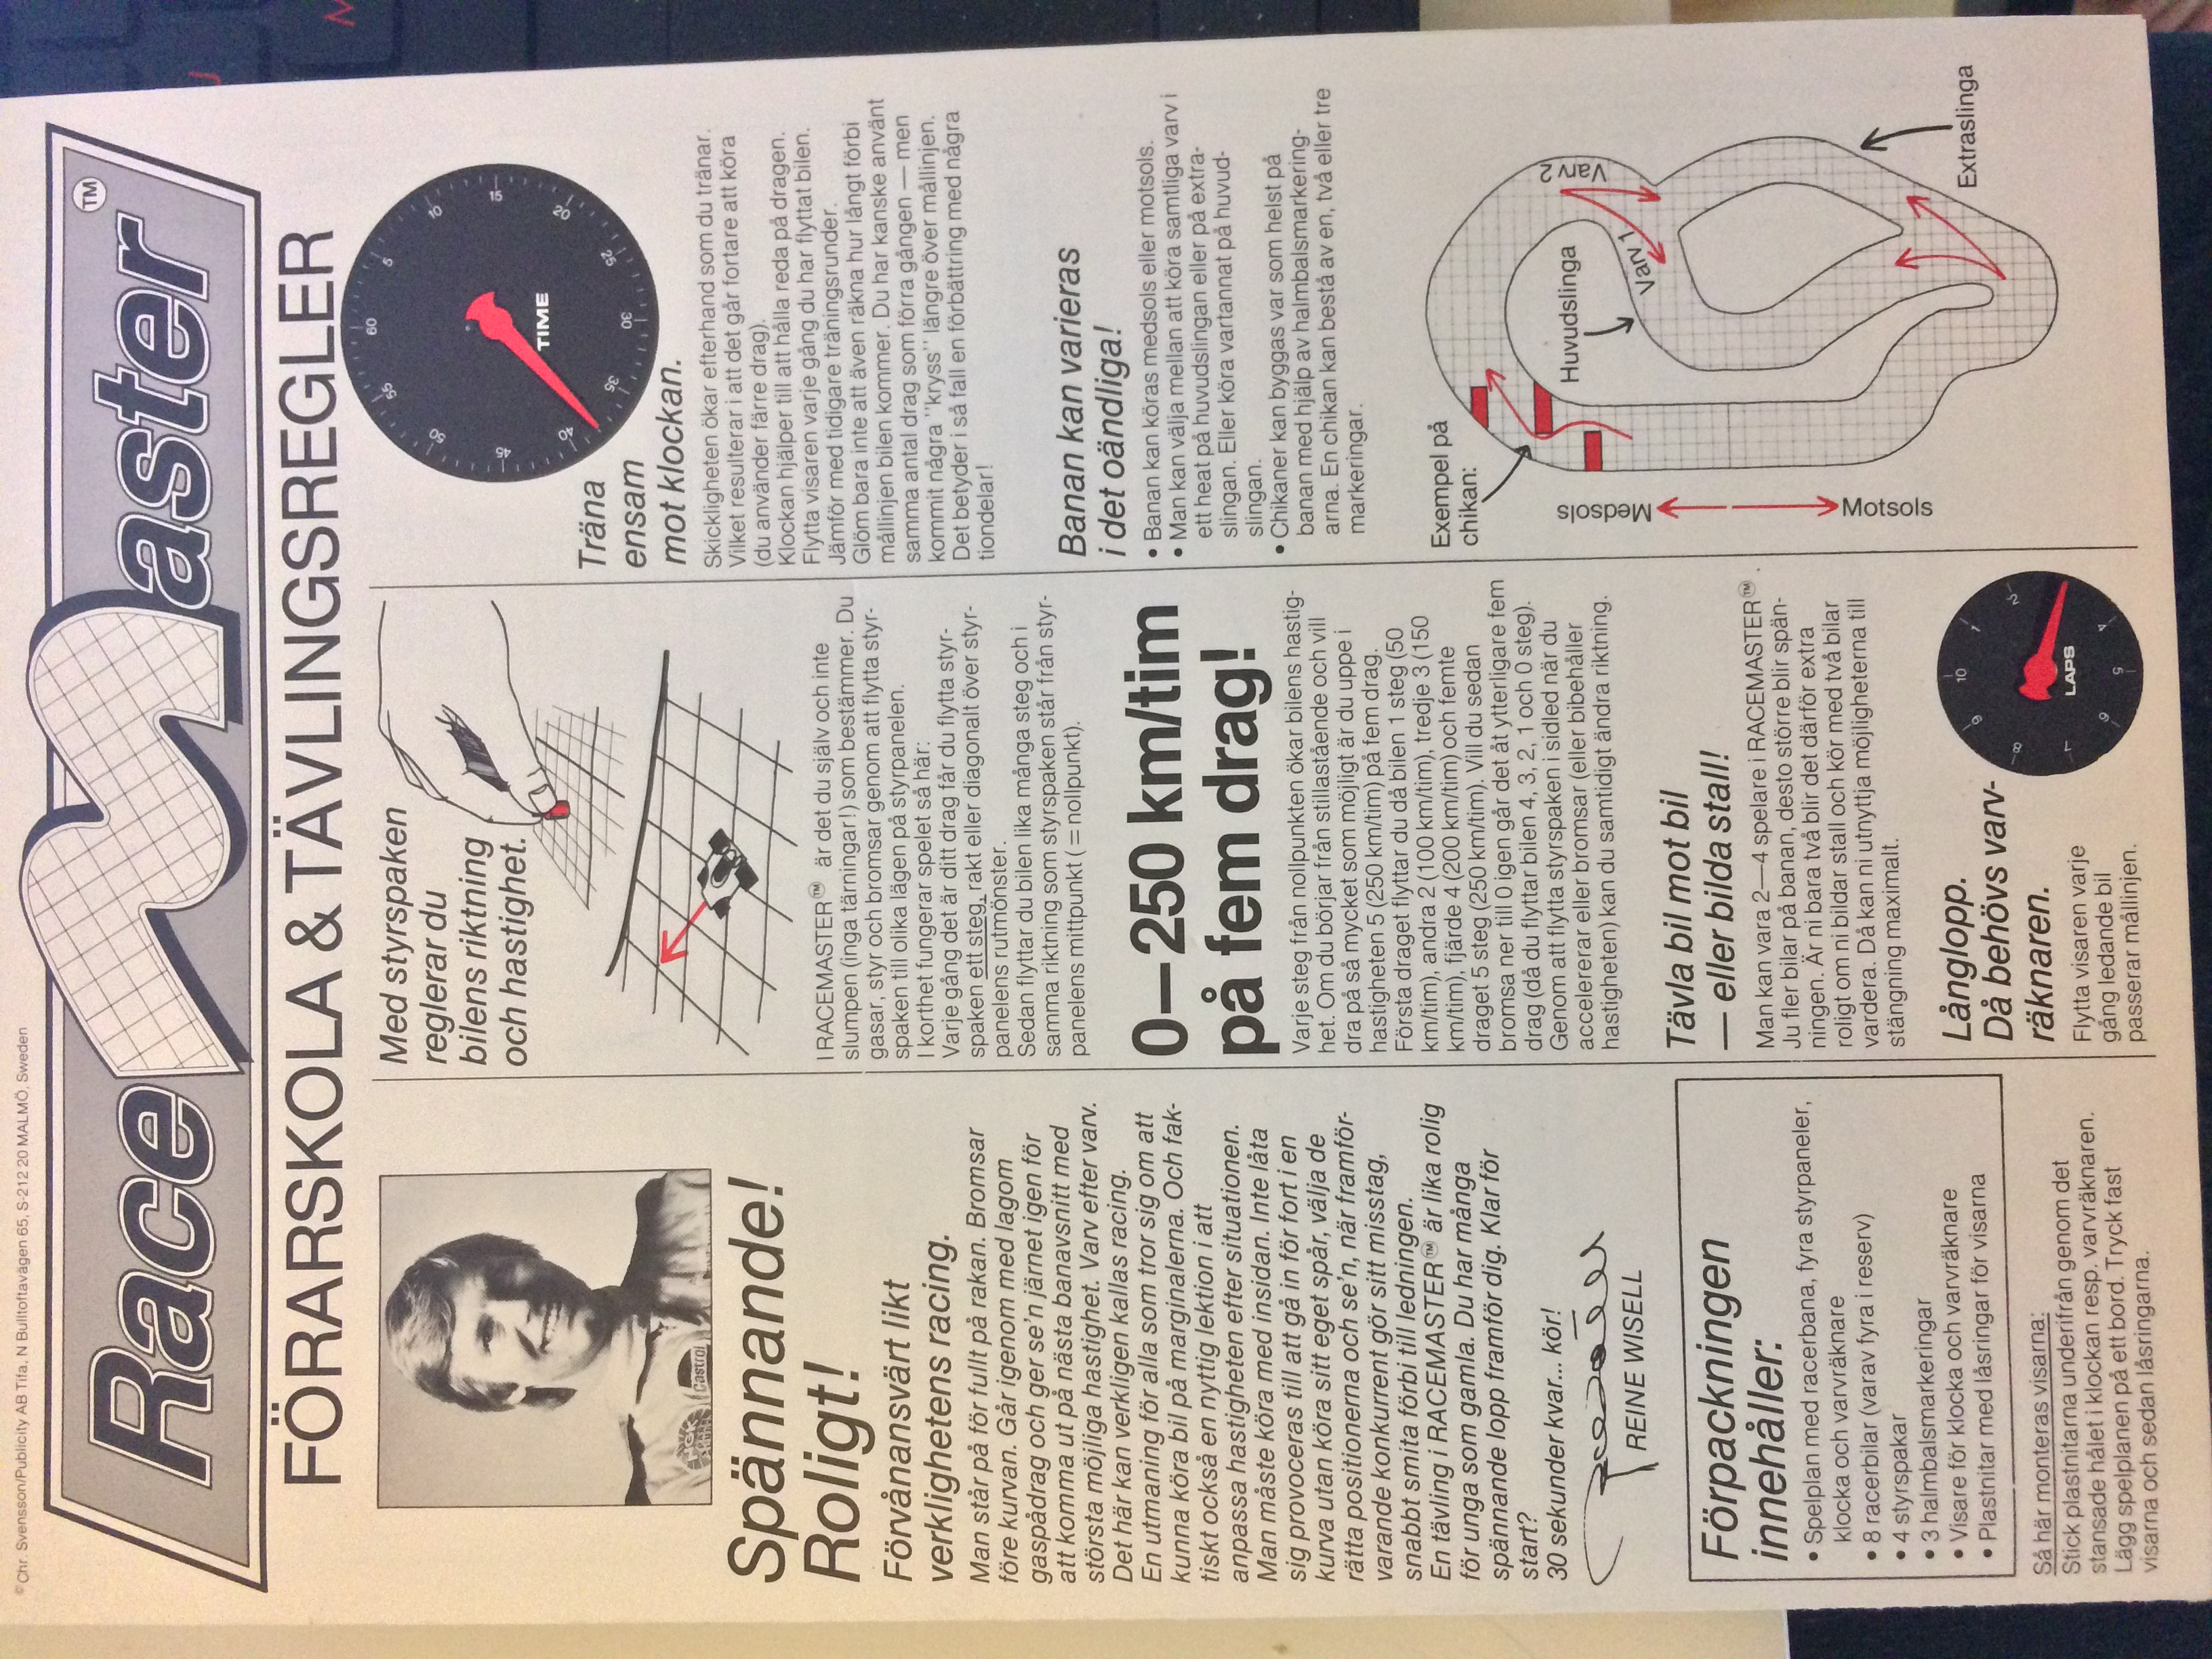 © Chr. Svensson/Publicity AB Tifa, N Bulltoftavägen 65, S-212 20 MALMÖ, Sweden
Race Master TM
FÖRARSKOLA & TÄVLINGSREGLER
NGK
Castrol
Spännande!
Roligt!
Förvånansvärt likt
verklighetens racing.
Man står på för fullt på rakan. Bromsar
före kurvan. Går igenom med lagom
gaspådrag och ger se'n järnet igen för
att komma ut på nästa banavsnitt med
största möjliga hastighet. Varv efter varv.
Det här kan verkligen kallas racing.
En utmaning för alla som tror sig om att
kunna köra bil på marginalerna. Och fak-
tiskt också en nyttig lektion i att
anpassa hastigheten efter situationen.
Man måste köra med insidan. Inte låta
sig provoceras till att gå in för fort i en
kurva utan köra sitt eget spår, välja de
rätta positionerna och se'n, när framför-
varande konkurrent gör sitt misstag,
snabbt smita förbi till ledningen.
En tävling i RACEMASTER™ är lika rolig
för unga som gamla. Du har många
spännande lopp framför dig. Klar för
start?
30 sekunder kvar... kör!
REINE WISELL
Förpackningen
innehåller:
• Spelplan med racerbana, fyra styrpaneler,
klocka och varvräknare
• 8 racerbilar (varav fyra i reserv)
• 4 styrspakar
• 3 halmbalsmarkeringar
• Visare för klocka och varvräknare
• Plastnitar med låsringar för visarna
Så här monteras visarna:
Stick plastnitarna underifrån genom det
stansade hålet i klockan resp. varvräknaren.
Lägg spelplanen på ett bord. Tryck fast
visarna och sedan låsringarna.
Med styrspaken
reglerar du
bilens riktning
och hastighet.
I RACEMASTER™ är det du själv och inte
slumpen (inga tärningar!) som bestämmer. Du
gasar, styr och bromsar genom att flytta styr-
spaken till olika lägen på styrpanelen.
I korthet fungerar spelet så här:
Varje gång det är ditt drag får du flytta styr-
spaken ett steg, rakt eller diagonalt över styr-
panelens rutmönster.
Sedan flyttar du bilen lika många steg och i
samma riktning som styrspaken står från styr-
panelens mittpunkt (=nollpunkt).
0—250 km/tim
på fem drag!
Varje steg från nollpunkten ökar bilens hastig-
het. Om du börjar från stillastående och vill
dra på så mycket som möjligt är du uppe i
hastigheten 5 (250 km/tim) på fem drag.
Första draget flyttar du då bilen 1 steg (50
km/tim), andra 2 (100 km/tim), tredje 3 (150
km/tim), fjärde 4 (200 km/tim) och femte
draget 5 steg (250 km/tim). Vill du sedan
bromsa ner till 0 igen går det åt ytterligare fem
drag (då du flyttar bilen 4, 3, 2, 1 och 0 steg).
Genom att flytta styrspaken i sidled när du
accelererar eller bromsar (eller bibehåller
hastigheten) kan du samtidigt ändra riktning.
Tävla bil mot bil
— eller bilda stall!
Man kan vara 2—4 spelare i RACEMASTER™.
Ju fler bilar på banan, desto större blir spän-
ningen. Är ni bara två blir det därför extra
roligt om ni bildar stall och kör med två bilar
vardera. Då kan ni utnyttja möjligheterna till
stängning maximalt.
Långlopp.
Då behövs varv-
räknaren.
Flytta visaren varje
gång ledande bil
passerar mållinjen.
10
1
2
4
5
6
7
8
9
LAPS
60
5
10
15
20
25
30
35
40
45
50
55
TIME
Träna
ensam
mot klockan.
Skickligheten ökar efterhand som du tränar.
Vilket resulterar i att det går fortare att köra
(du använder färre drag).
Klockan hjälper till att hålla reda på dragen.
Flytta visaren varje gång du har flyttat bilen.
Jämför med tidigare träningsrunder.
Glöm bara inte att även räkna hur långt förbi
mållinjen bilen kommer. Du har kanske använt
samma antal drag som förra gången — men
kommit några ''kryss'' längre över mållinjen.
Det betyder i så fall en förbättring med några
tiondelar!
Banan kan varieras
i det oändliga!
• Banan kan köras medsols eller motsols.
• Man kan välja mellan att köra samtliga varv i
ett heat på huvudslingan eller på extra-
slingan. Eller köra vartannat på huvud-
slingan.
• Chikaner kan byggas var som helst på
banan med hjälp av halmbalsmarkering-
arna. En chikan kan bestå av en, två eller tre
markeringar.
Exempel på
chikan:
Huvudslinga
Varv 1
Varv 2
Medsols
Motsols
Extraslinga